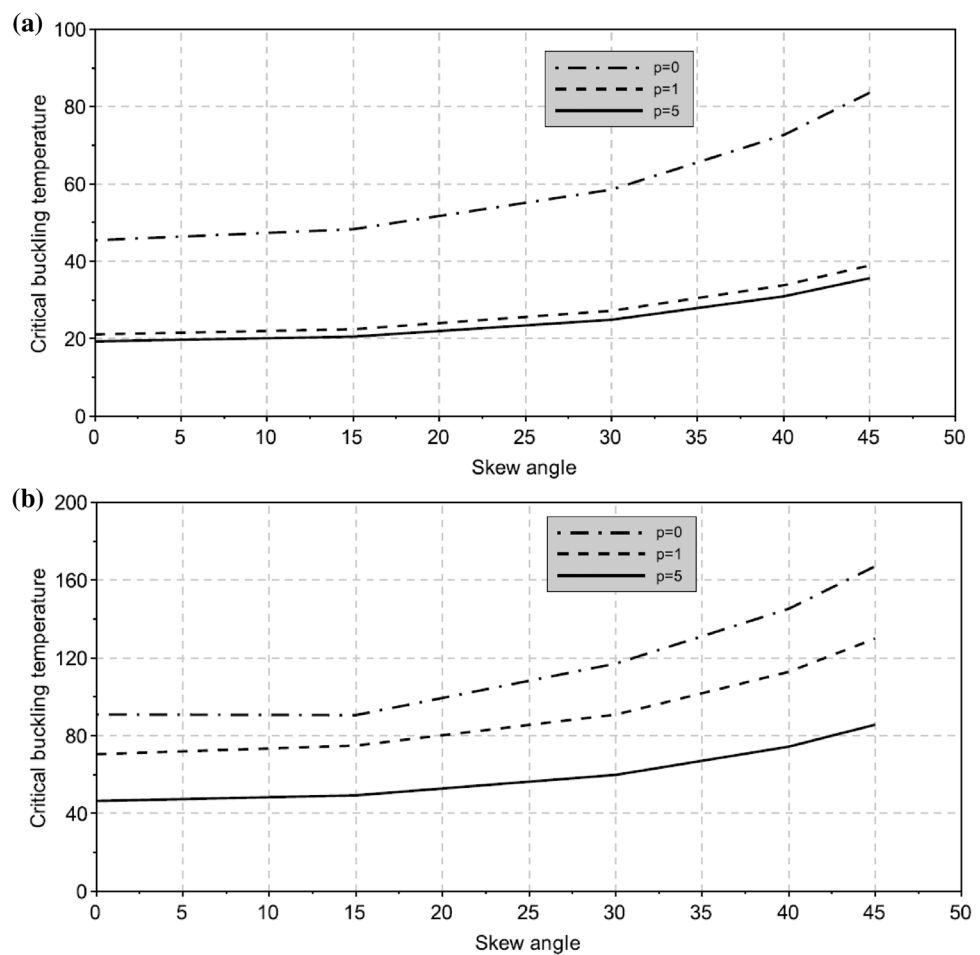 (a)
100
80
60
40
20
0
Critical buckling temperature
p=0
p=1
p=5
0 5 10 15 20 25 30 35 40 45 50
Skew angle
(b)
200
160
120
80
40
0
Critical buckling temperature
p=0
p=1
p=5
0 5 10 15 20 25 30 35 40 45 50
Skew angle